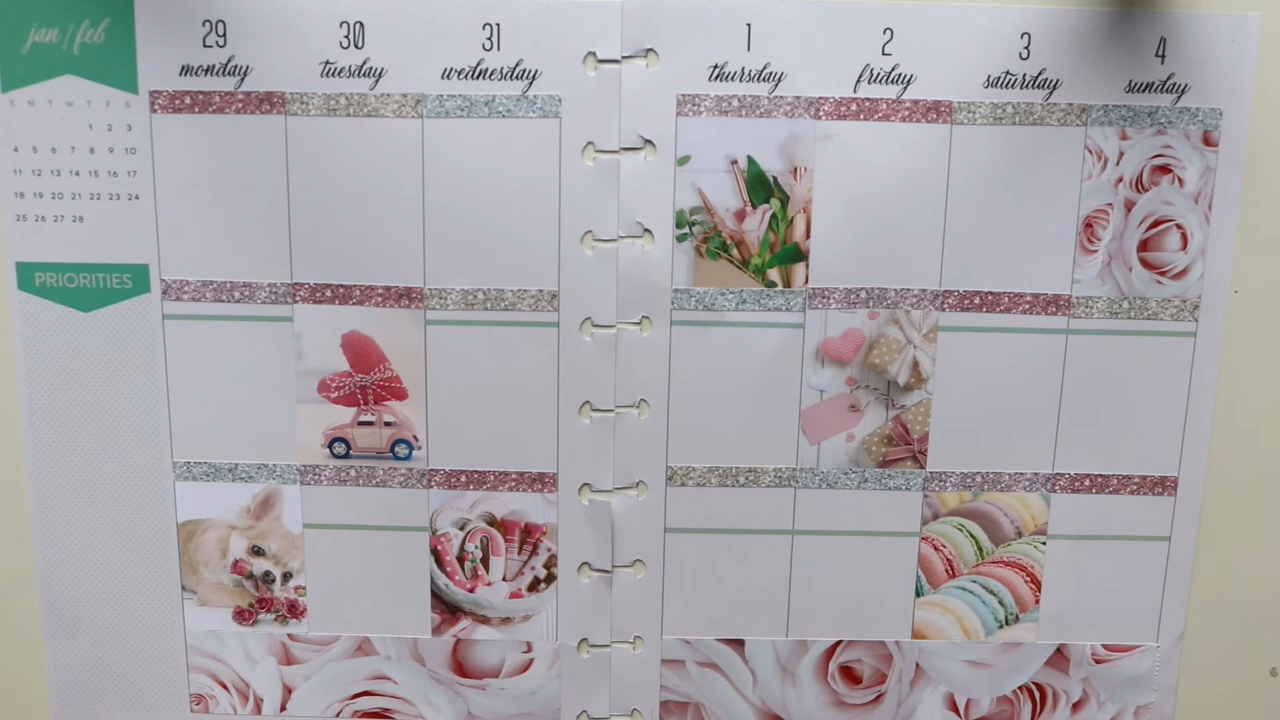 jan/feb
S M T W T F S
1 2 3
4 5 6 7 8 9 10
11 12 13 14 15 16 17
18 19 20 21 22 23 24
25 26 27 28
PRIORITIES
29 30 31 1 2 3 4
monday tuesday wednesday thursday friday saturday sunday
LOVE